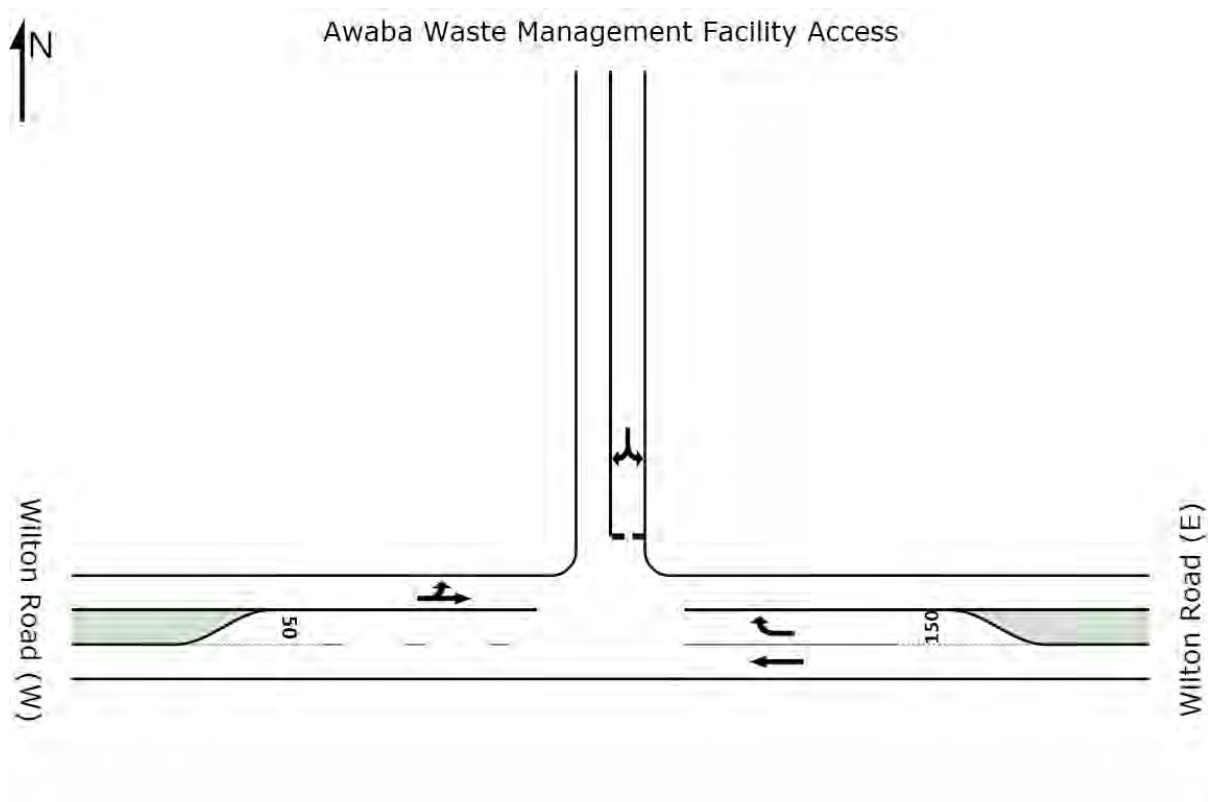 Awaba Waste Management Facility Access
N
Wilton Road (W)
50
150
Wilton Road (E)